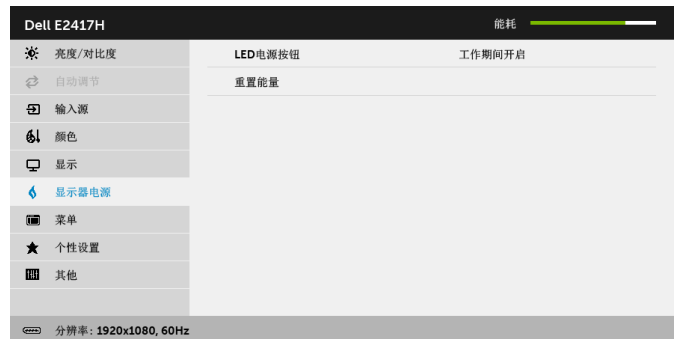 Dell E2417H 能耗
亮度/对比度 LED电源按钮 工作期间开启
自动调节 重置能量
输入源
颜色
显示
显示器电源
菜单
个性设置
其他
分辨率: 1920x1080, 60Hz